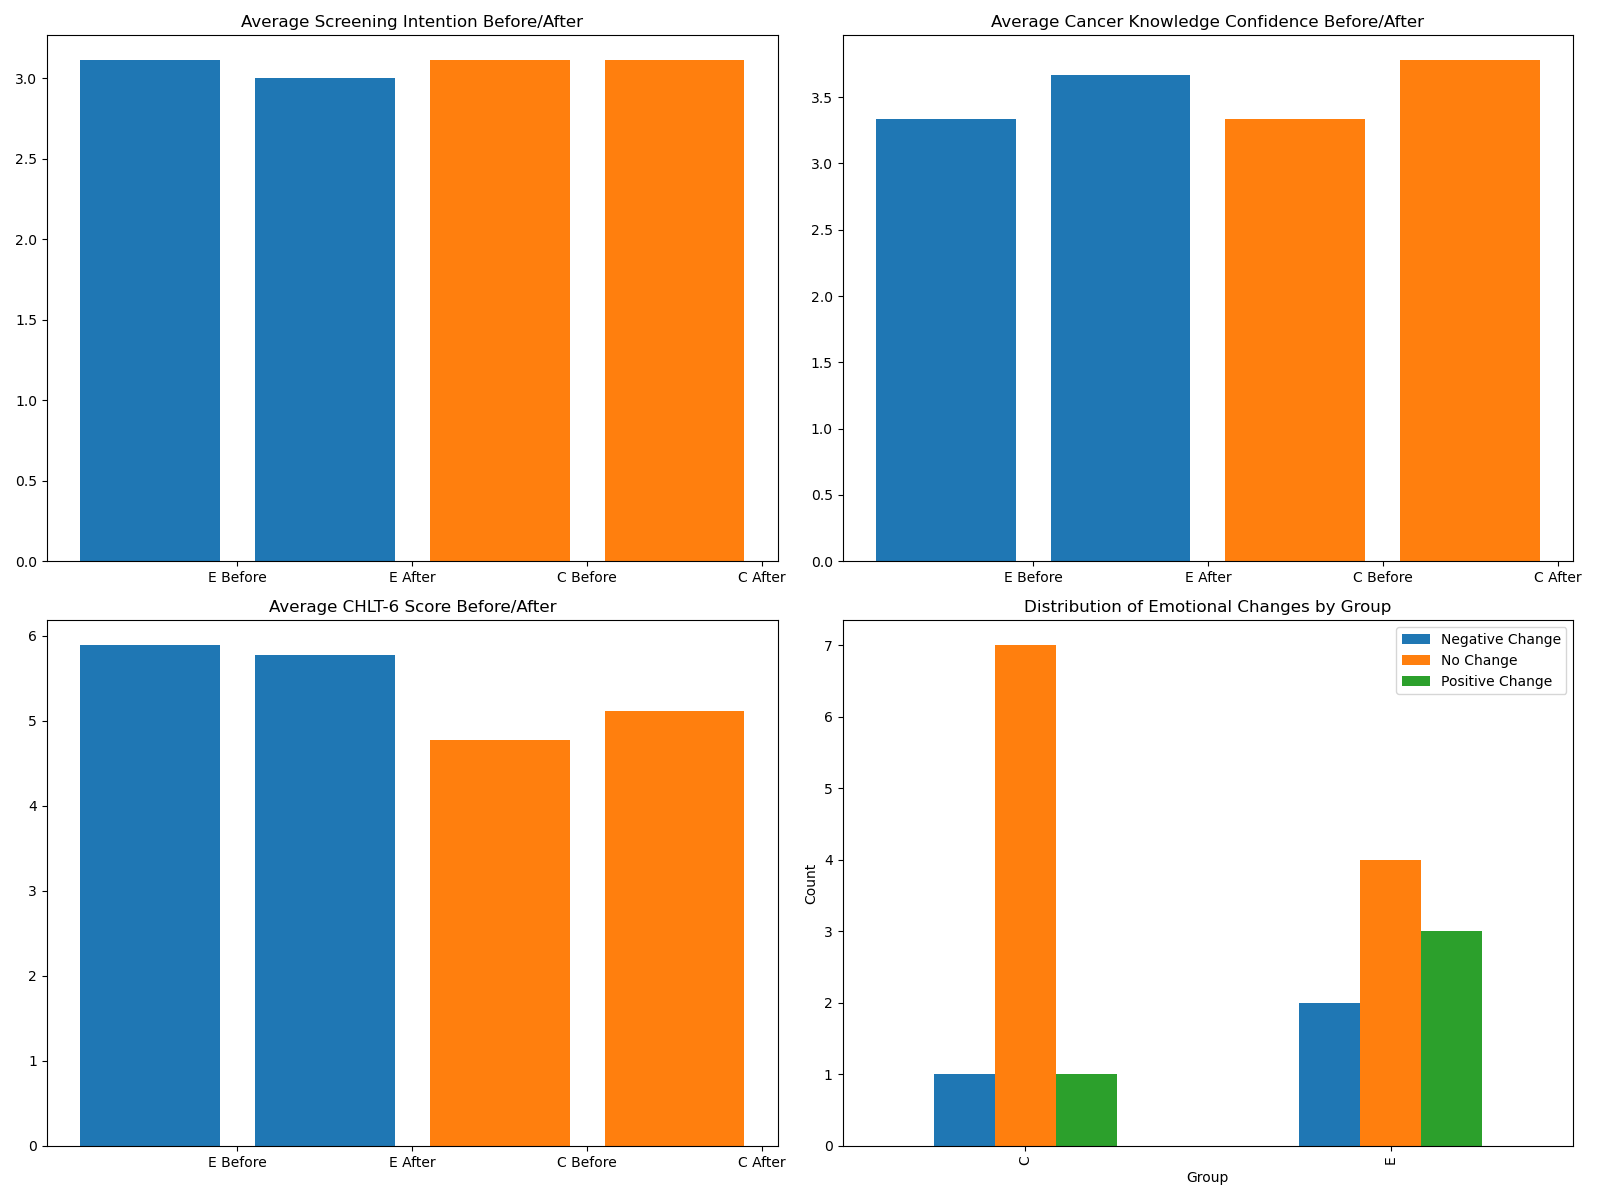 Average Screening Intention Before/After
3.0
2.5
2.0
1.5
1.0
0.5
0.0
E Before E After C Before C After
Average Cancer Knowledge Confidence Before/After
3.5
3.0
2.5
2.0
1.5
1.0
0.5
0.0
E Before E After C Before C After
Average CHLT-6 Score Before/After
6
5
4
3
2
1
0
E Before E After C Before C After
Distribution of Emotional Changes by Group
Negative Change
No Change
Positive Change
7
6
5
4
3
2
1
0
Count
C E
Group